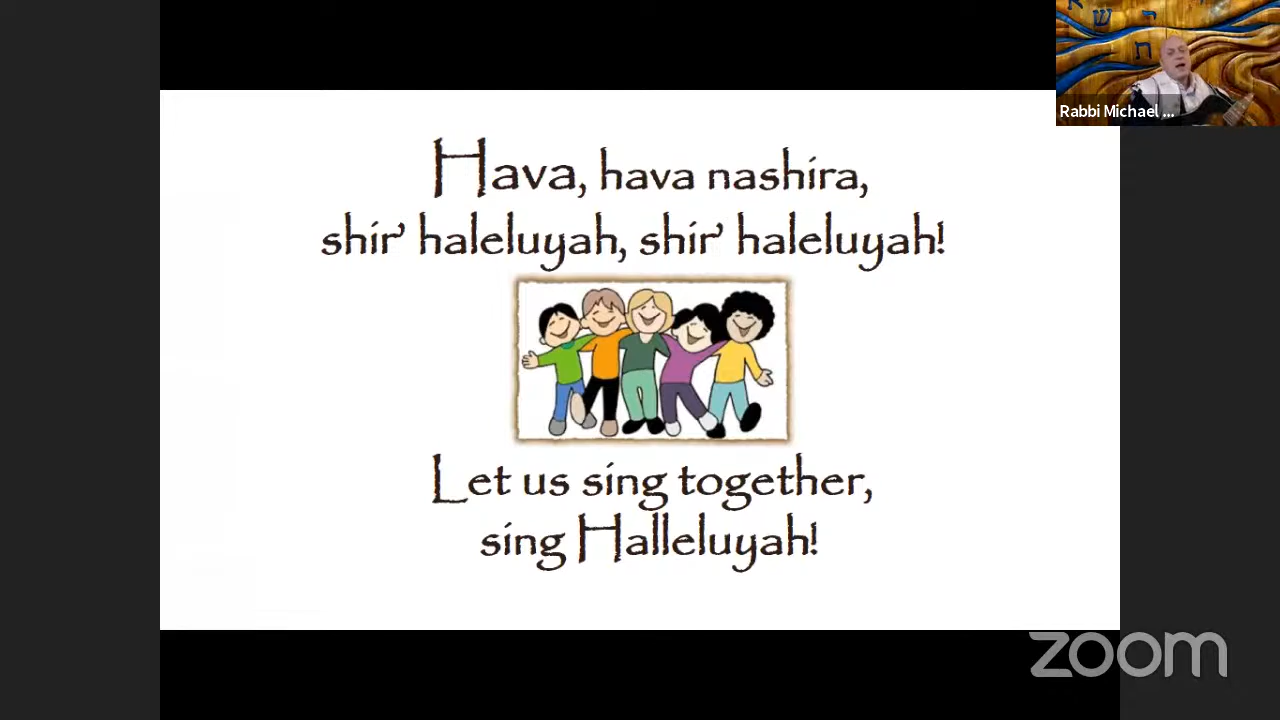 Hava, hava nashira,
shir' haleluyah, shir' haleluyah!
Let us sing together,
sing Halleluyah!
Rabbi Michael ...
ש
ר
ת
zoom